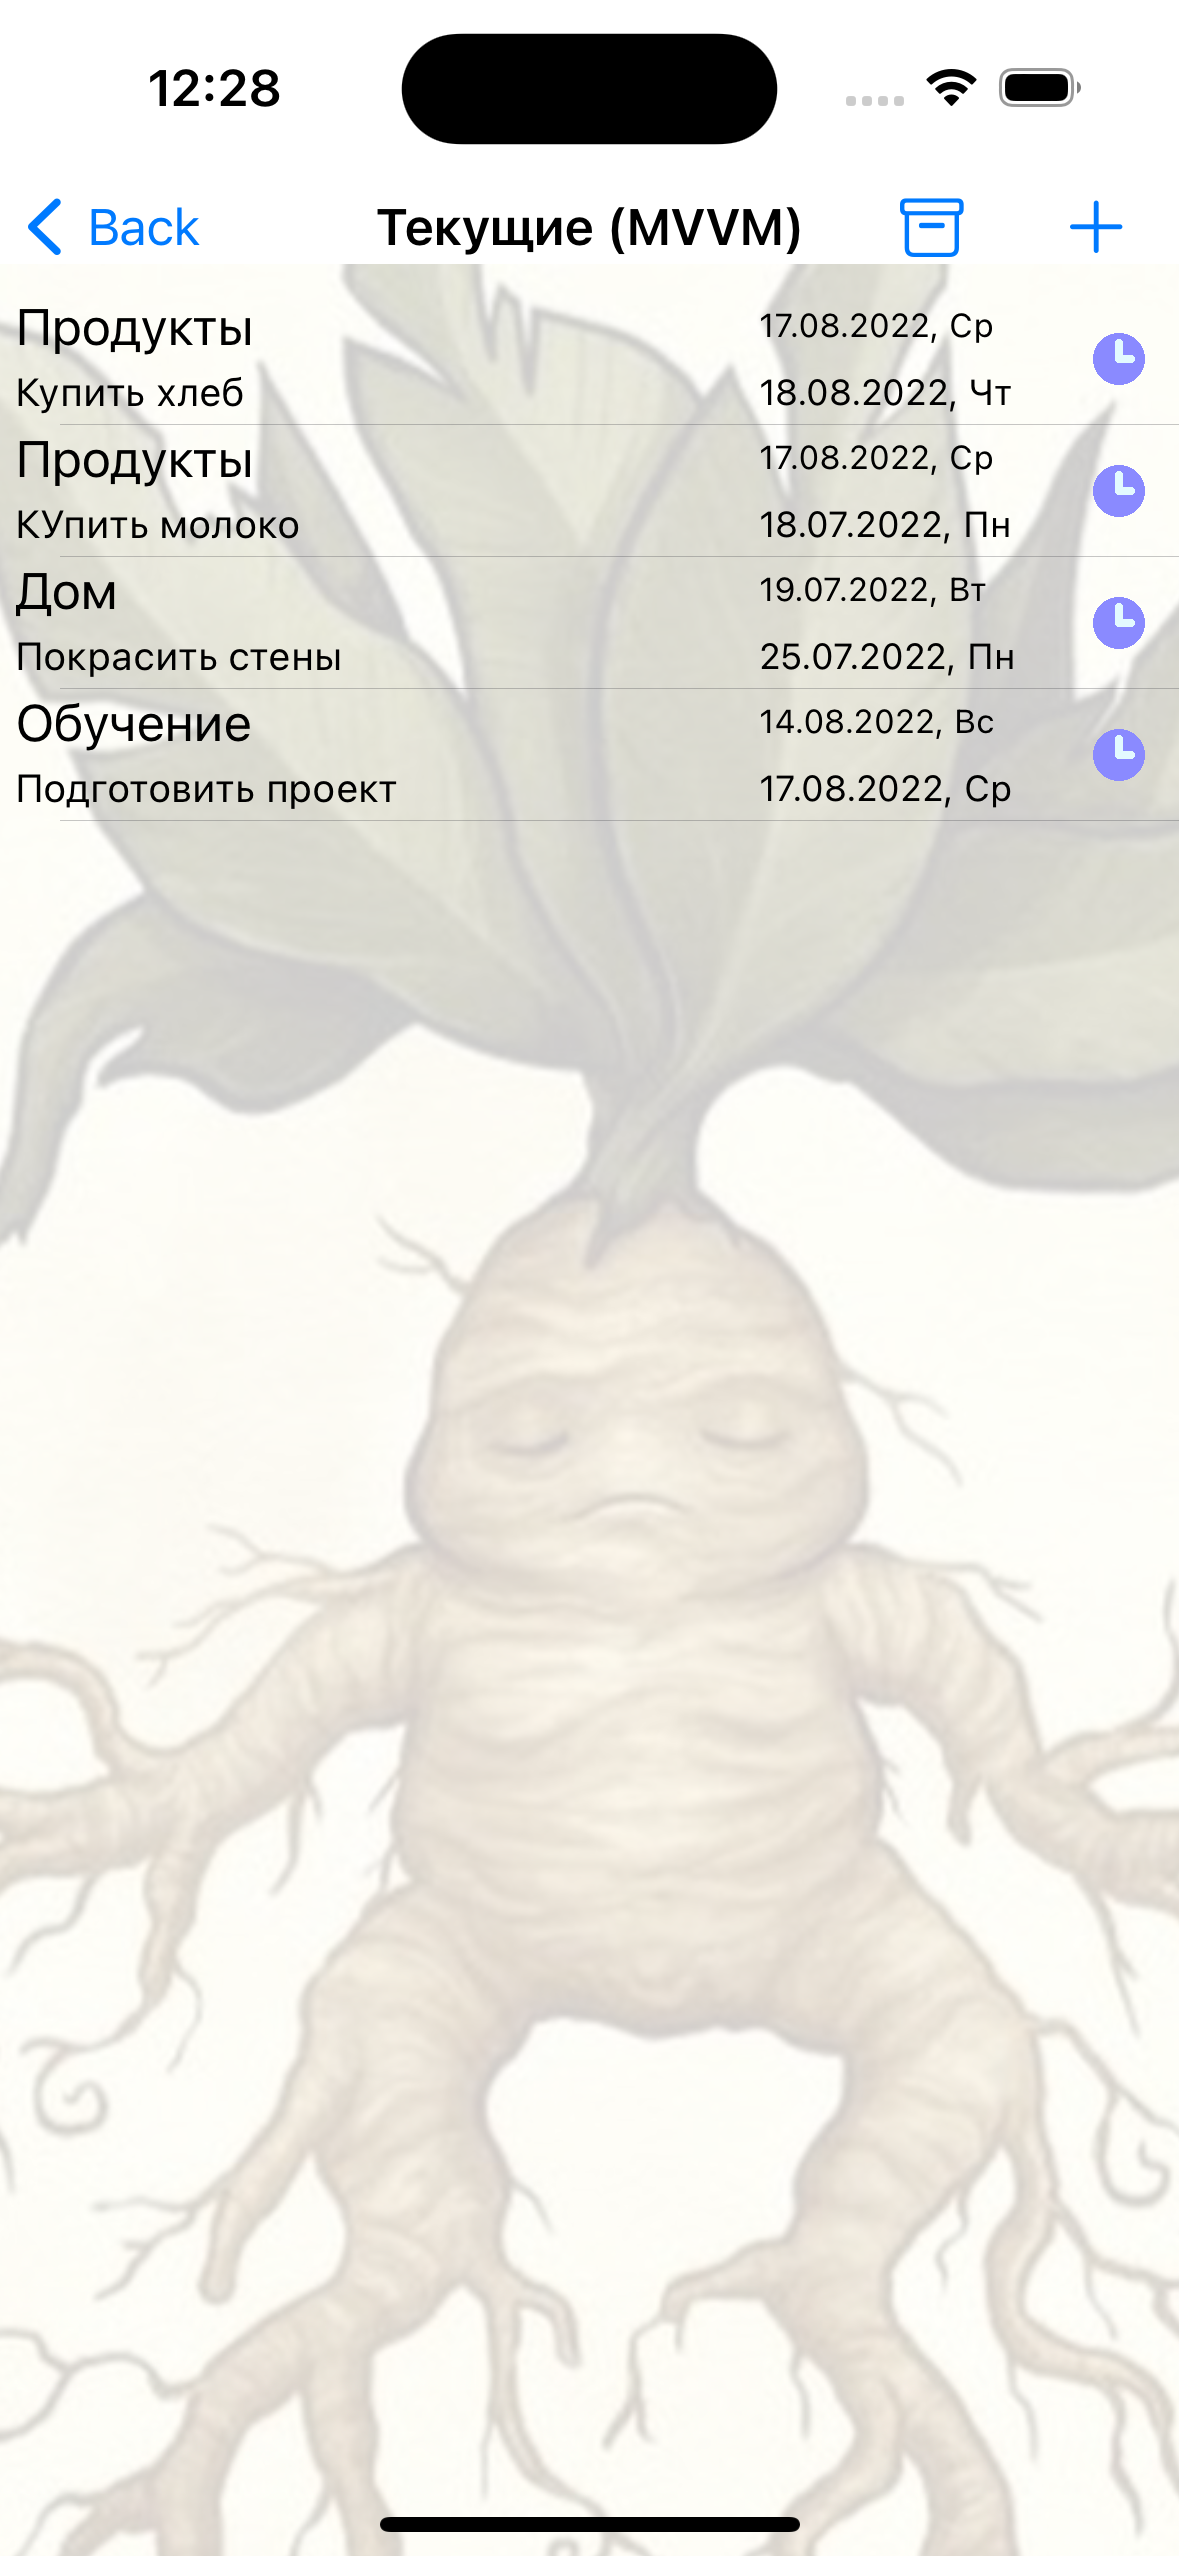 12:28
Back
Текущие (MVVM)
Продукты 17.08.2022, Ср
Купить хлеб 18.08.2022, Чт
Продукты 17.08.2022, Ср
КУпить молоко 18.07.2022, Пн
Дом 19.07.2022, Вт
Покрасить стены 25.07.2022, Пн
Обучение 14.08.2022, Вс
Подготовить проект 17.08.2022, Ср